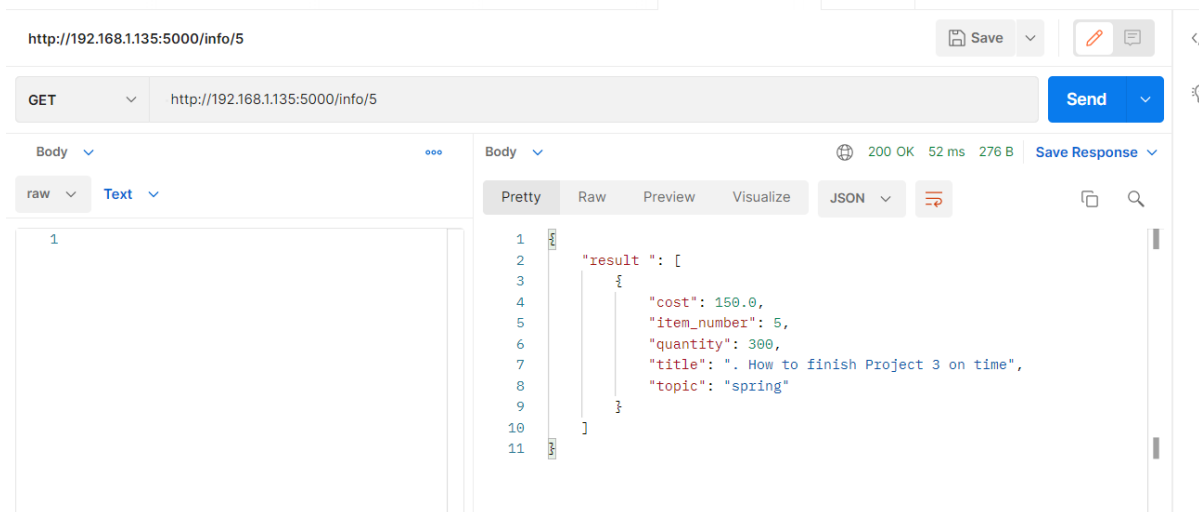 http://192.168.1.135:5000/info/5
Save
GET
http://192.168.1.135:5000/info/5
Send
Body
Body
200 OK 52 ms 276 B Save Response
raw Text
Pretty Raw Preview Visualize JSON
1
1 {
2 "result ": [
3 {
4 "cost": 150.0,
5 "item_number": 5,
6 "quantity": 300,
7 "title": ". How to finish Project 3 on time",
8 "topic": "spring"
9 }
10 ]
11 }